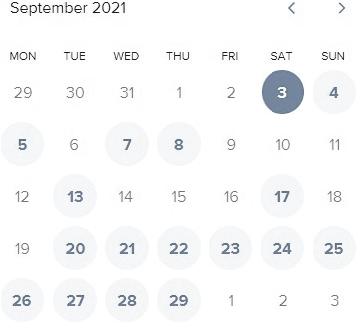 September 2021
MON TUE WED THU FRI SAT SUN
29 30 31 1 2 3 4
5 6 7 8 9 10 11
12 13 14 15 16 17 18
19 20 21 22 23 24 25
26 27 28 29 1 2 3